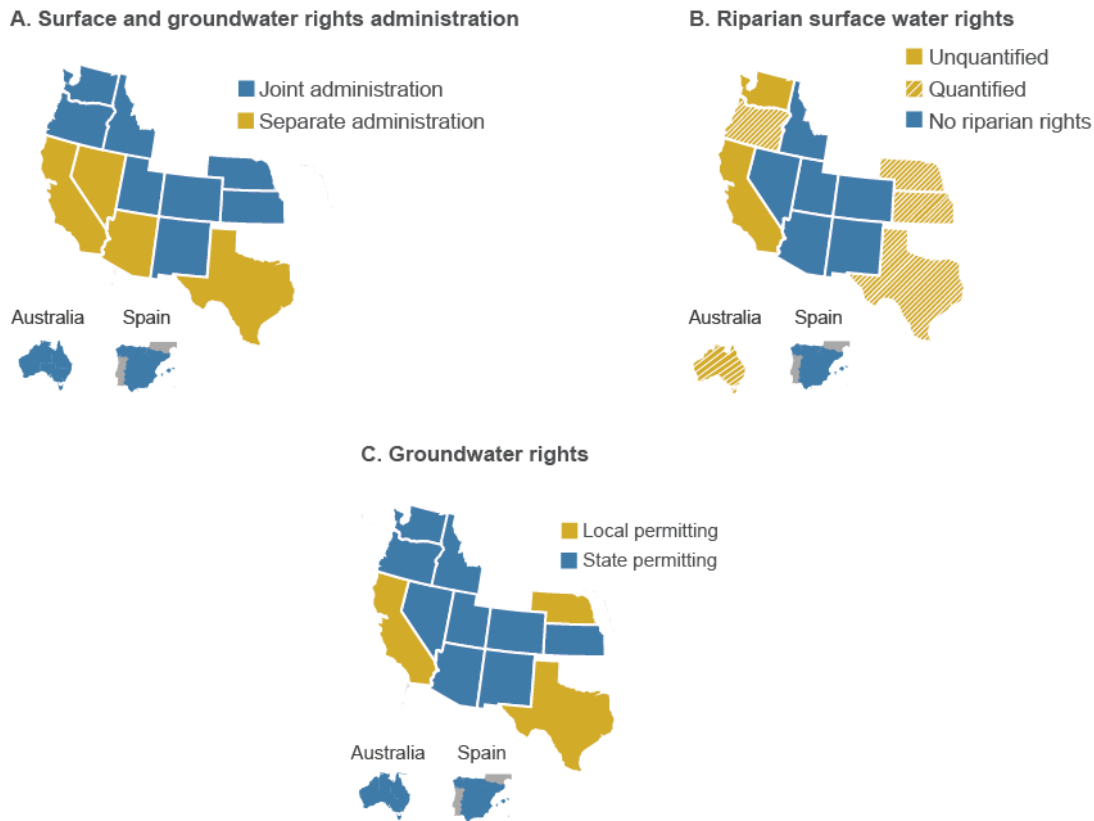 A. Surface and groundwater rights administration
Joint administration
Separate administration
Australia
Spain
B. Riparian surface water rights
Unquantified
Quantified
No riparian rights
Australia
Spain
C. Groundwater rights
Local permitting
State permitting
Australia
Spain